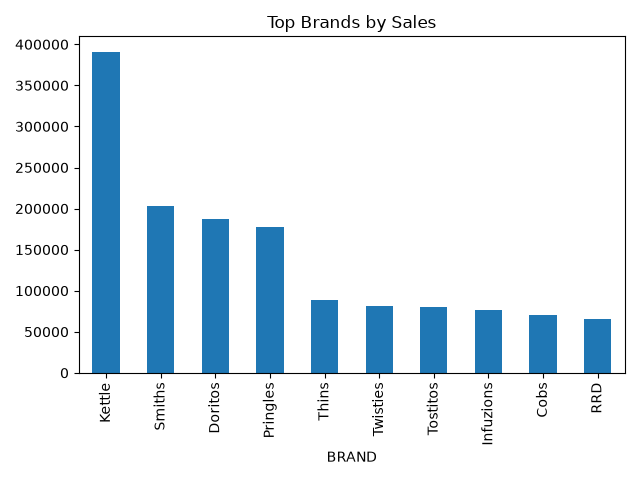 Top Brands by Sales
400000
350000
300000
250000
200000
150000
100000
50000
0
Kettle
Smiths
Doritos
Pringles
Thins
Twisties
Tostitos
Infuzions
Cobs
RRD
BRAND